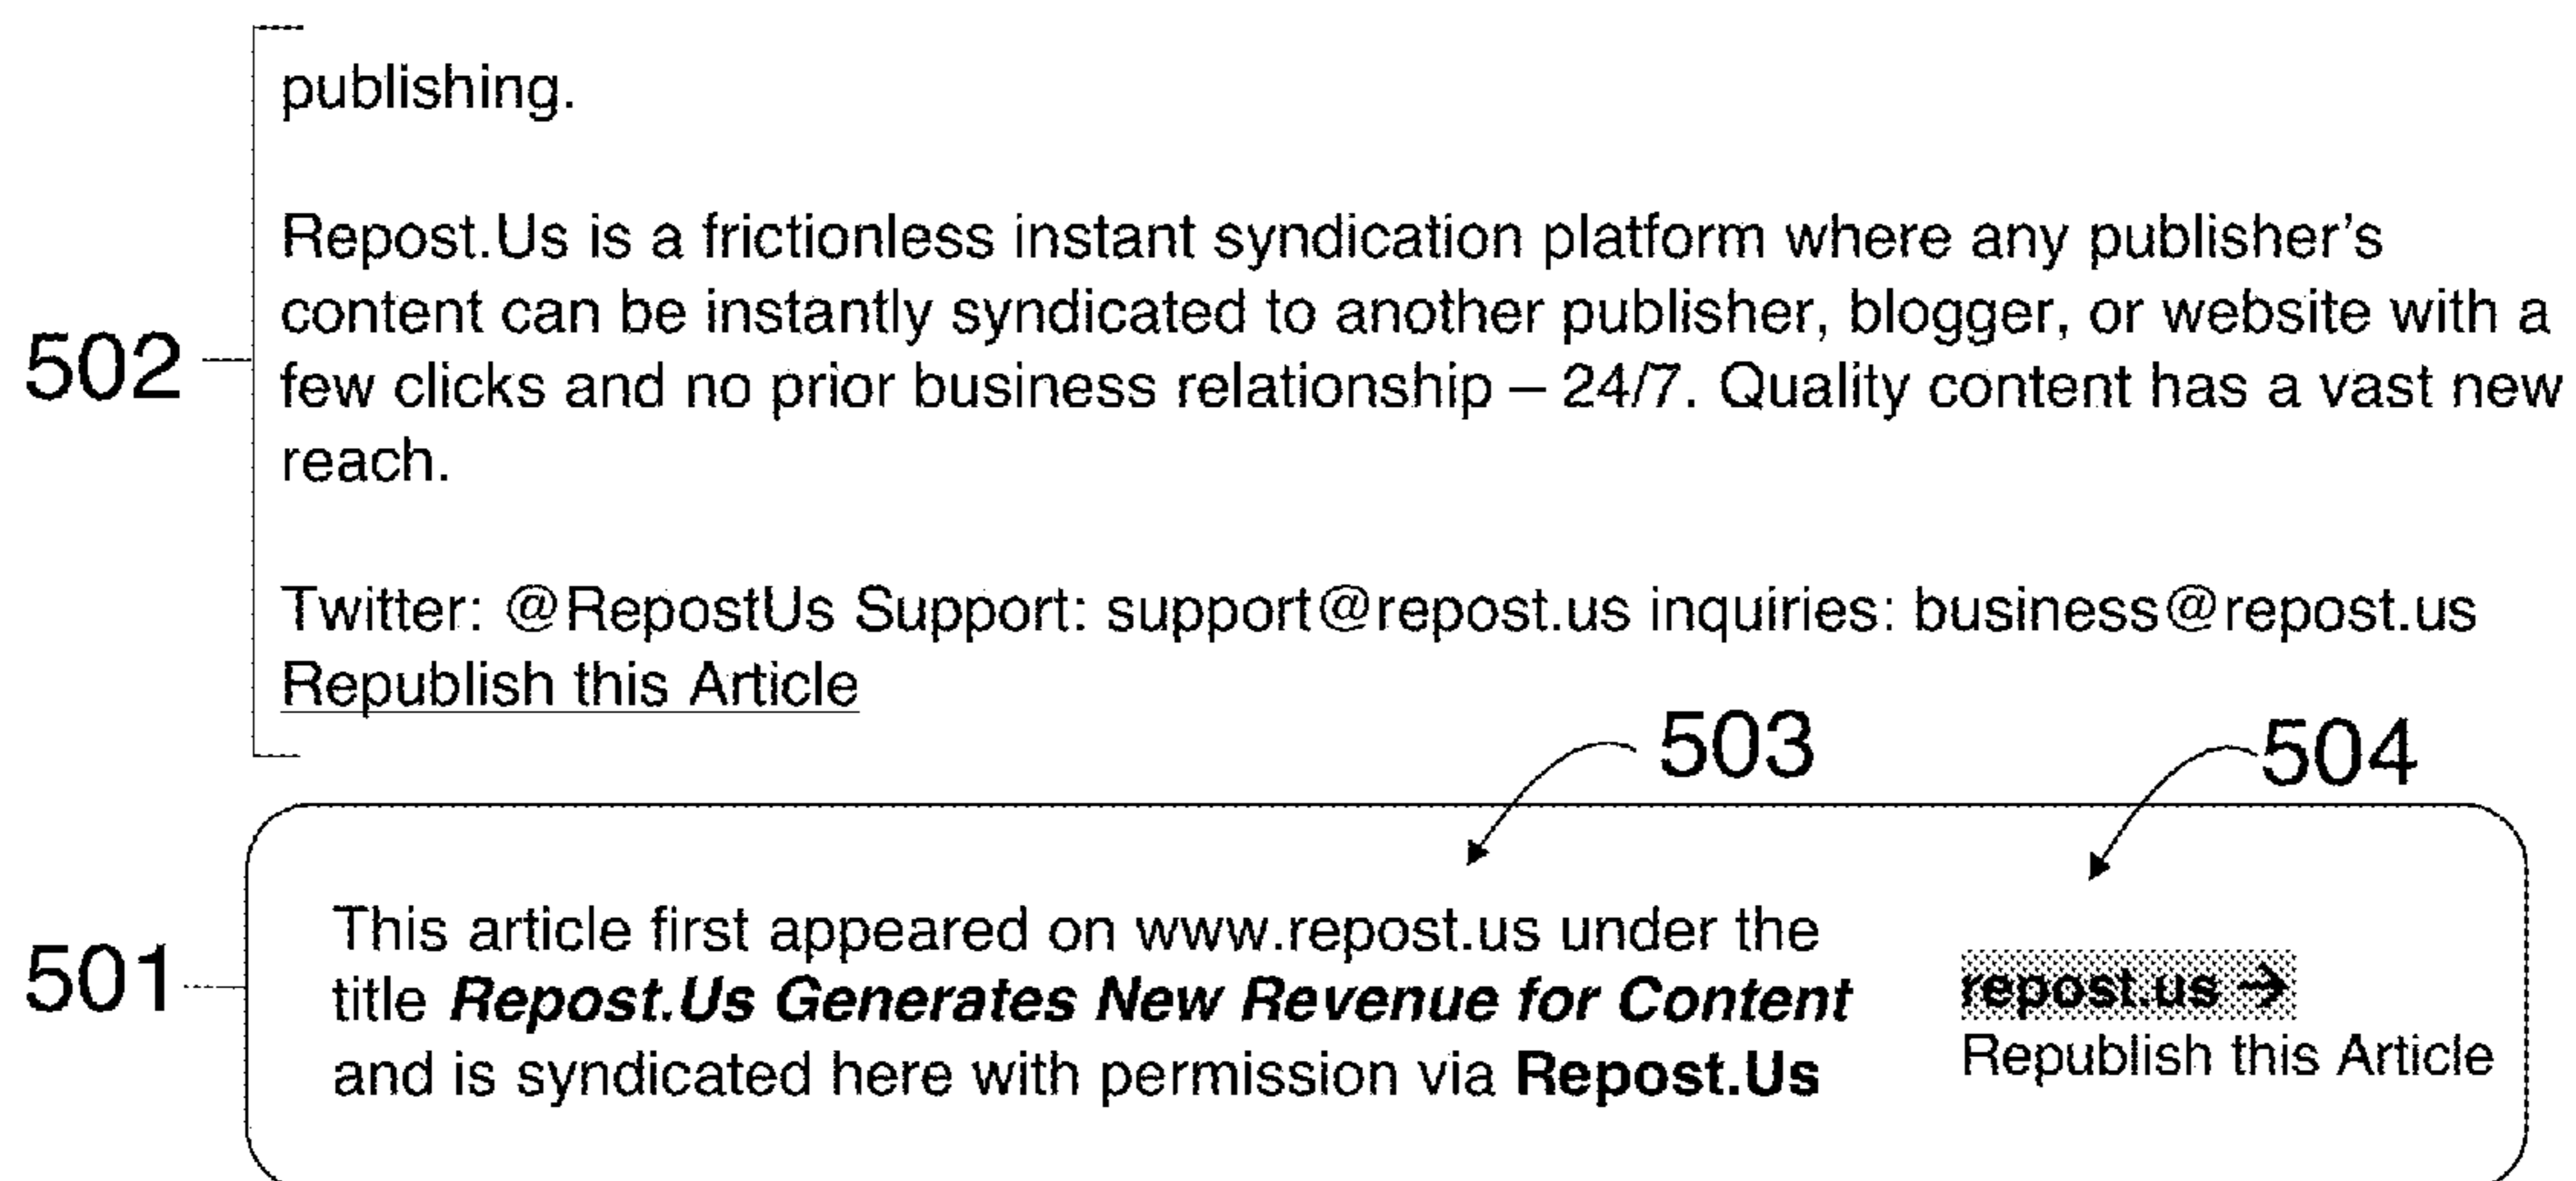 publishing.
Repost.Us is a frictionless instant syndication platform where any publisher's
content can be instantly syndicated to another publisher, blogger, or website with a
502
few clicks and no prior business relationship – 24/7. Quality content has a vast new
reach.
Twitter: @RepostUs Support: support@repost.us inquiries: business@repost.us
Republish this Article
503
504
This article first appeared on www.repost.us under the
501
title Repost.Us Generates New Revenue for Content
and is syndicated here with permission via Repost.Us
repost.us →
Republish this Article